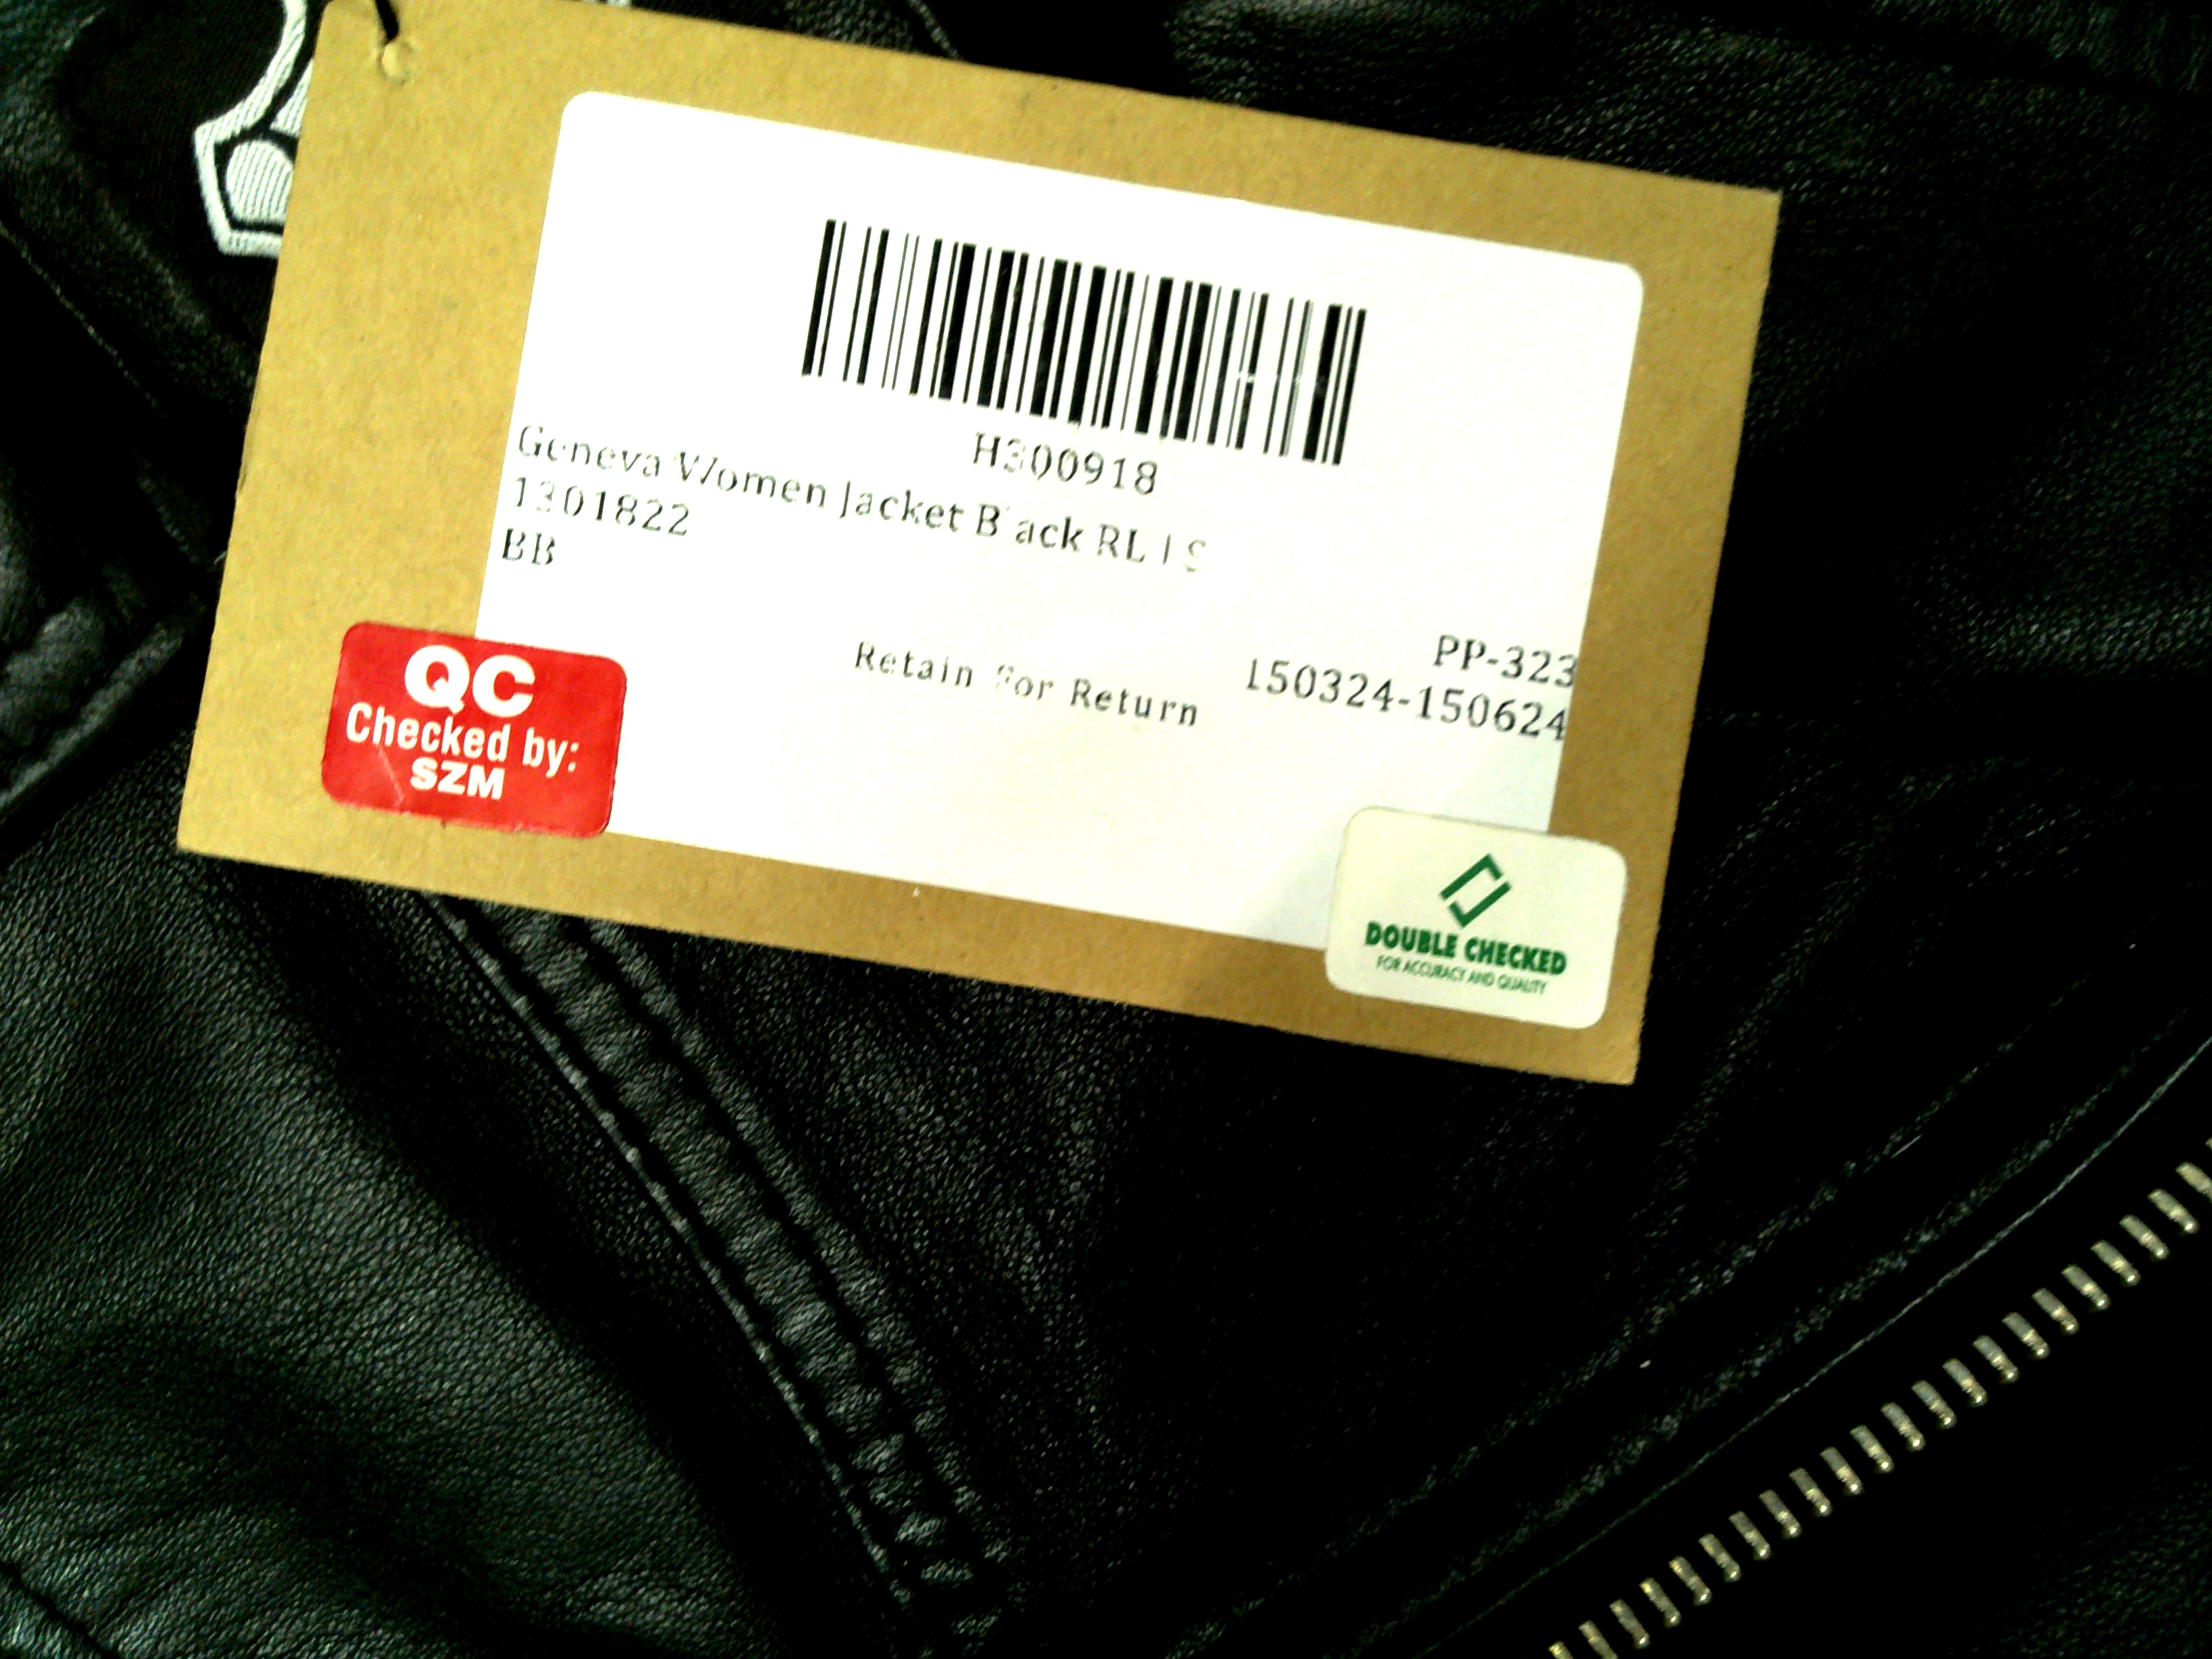 H300918
Geneva Women Jacket Black RL
1301822
BB
PP-323
150324-150624
Retain For Return
QC
Checked by:
SZM
DOUBLE CHECKED
FOR ACCURACY AND QUALITY